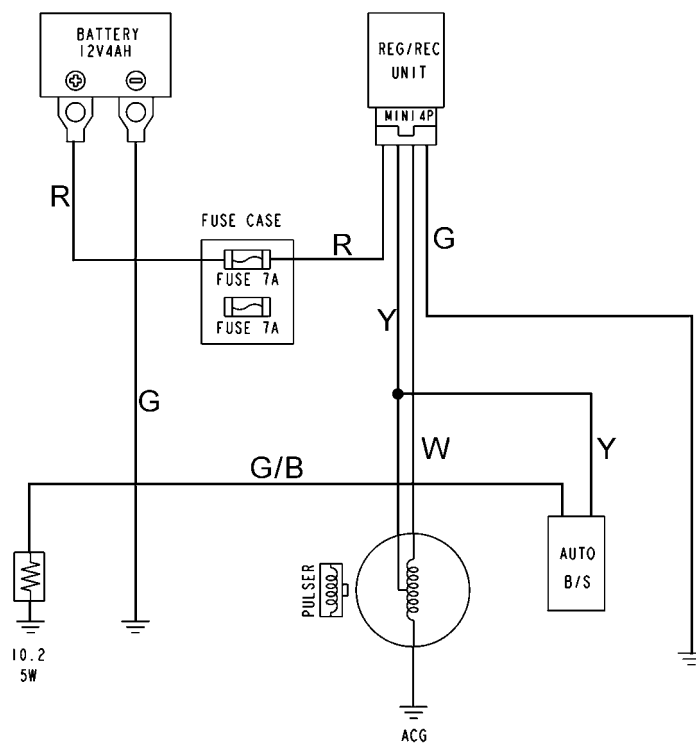 BATTERY
12V4AH
REG/REC
UNIT
MINI 4P
R
FUSE CASE
R
G
FUSE 7A
FUSE 7A
Y
G
W
Y
G/B
AUTO
B/S
PULSER
10.2
5W
ACG